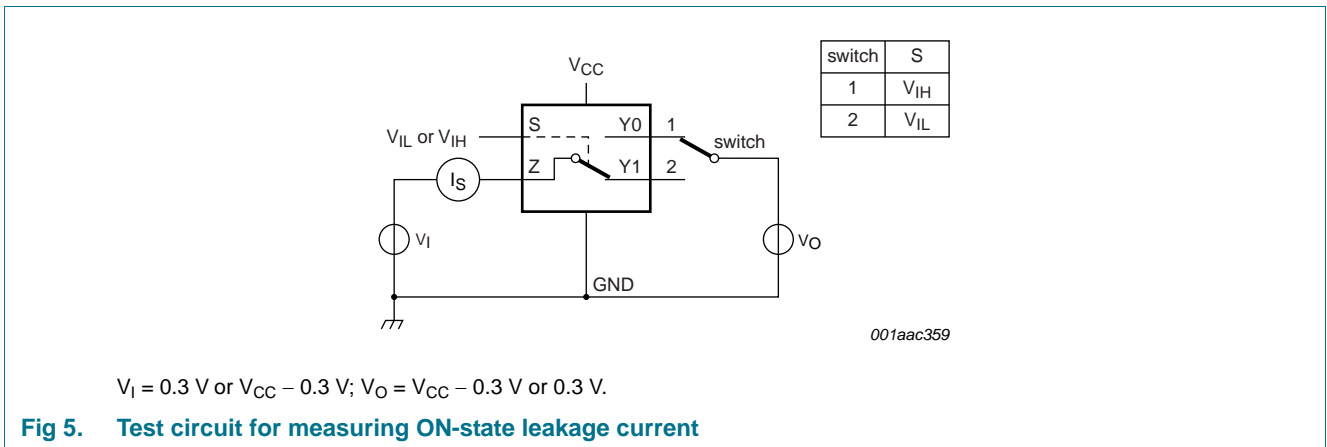 switch S
1 VIH
2 VIL
VCC
S Y0 1
VIL or VIH
switch
Z Y1 2
IS
VI
VO
GND
001aac359
VI = 0.3 V or VCC − 0.3 V; VO = VCC − 0.3 V or 0.3 V.
Fig 5. Test circuit for measuring ON-state leakage current